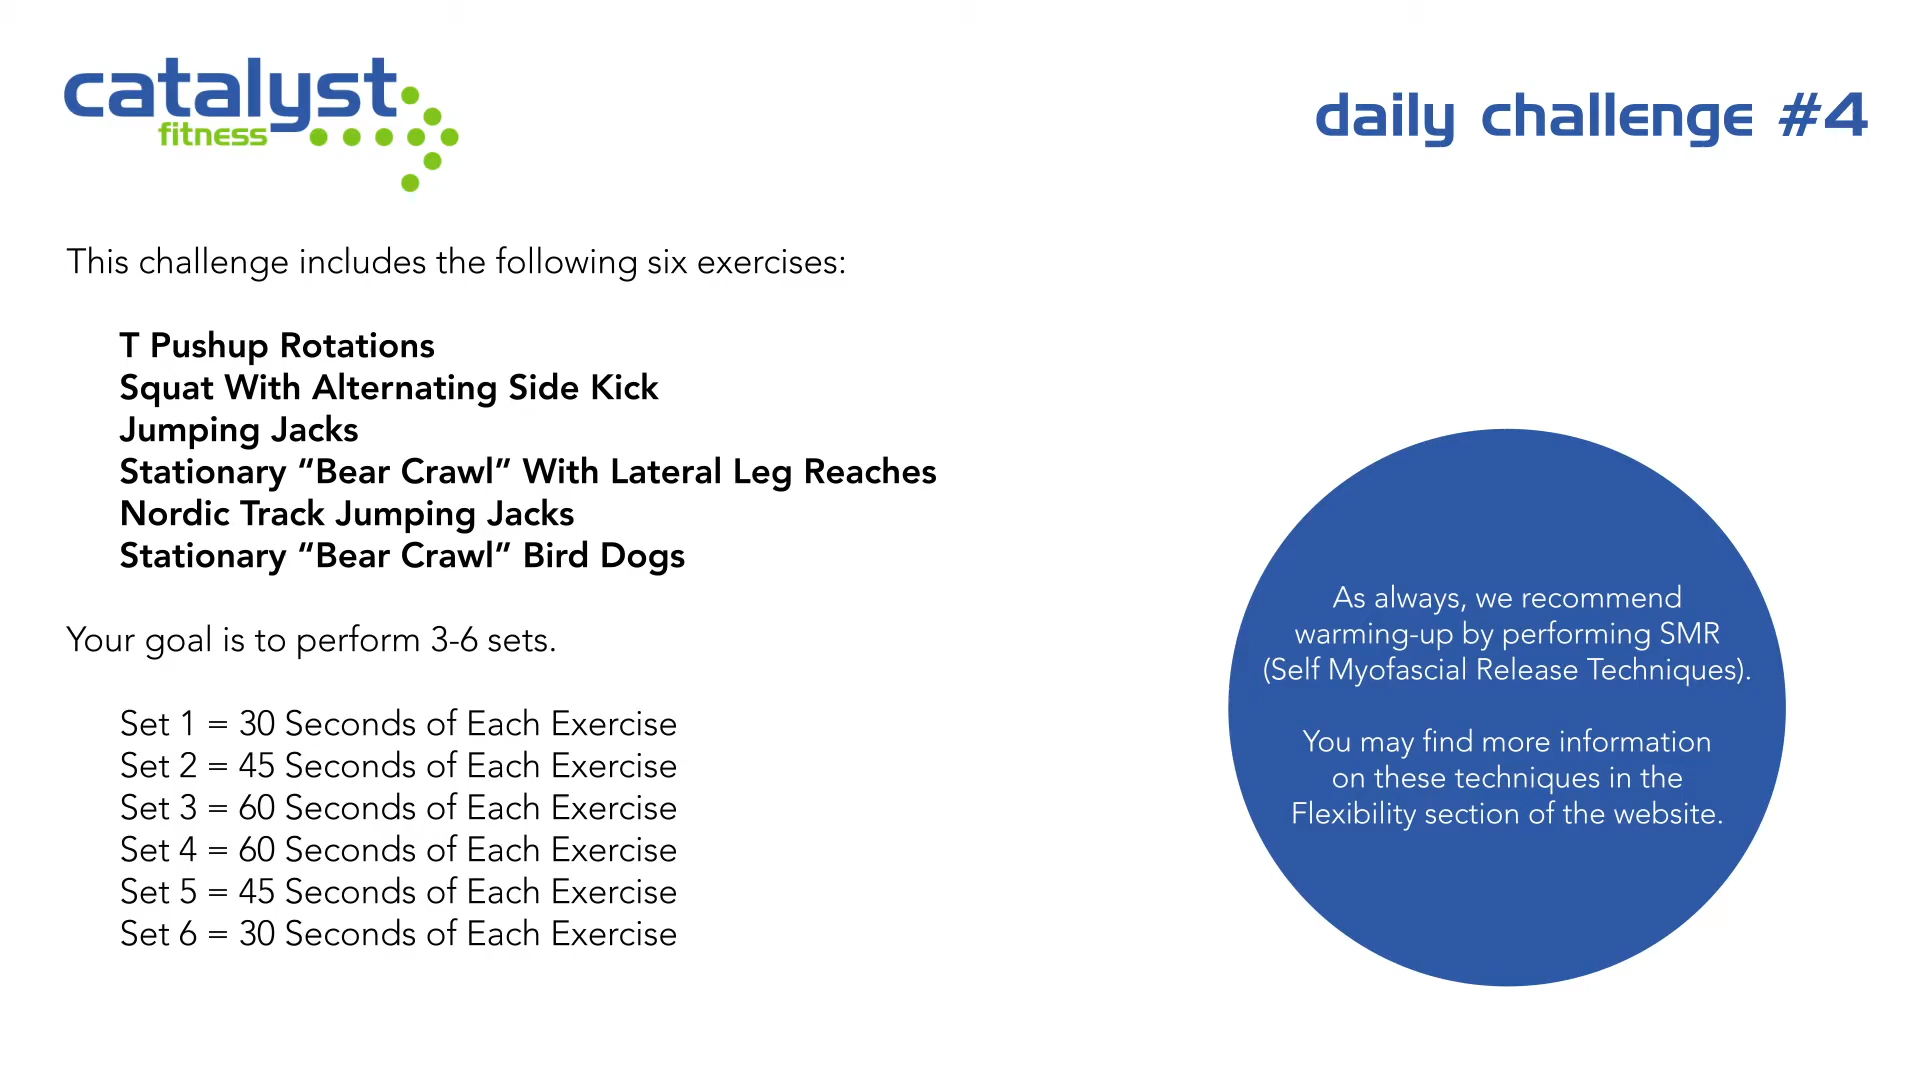 catalyst
fitness
daily challenge #4
This challenge includes the following six exercises:
T Pushup Rotations
Squat With Alternating Side Kick
Jumping Jacks
Stationary “Bear Crawl” With Lateral Leg Reaches
Nordic Track Jumping Jacks
Stationary “Bear Crawl” Bird Dogs
Your goal is to perform 3-6 sets.
Set 1 = 30 Seconds of Each Exercise
Set 2 = 45 Seconds of Each Exercise
Set 3 = 60 Seconds of Each Exercise
Set 4 = 60 Seconds of Each Exercise
Set 5 = 45 Seconds of Each Exercise
Set 6 = 30 Seconds of Each Exercise
As always, we recommend
warming-up by performing SMR
(Self Myofascial Release Techniques).
You may find more information
on these techniques in the
Flexibility section of the website.